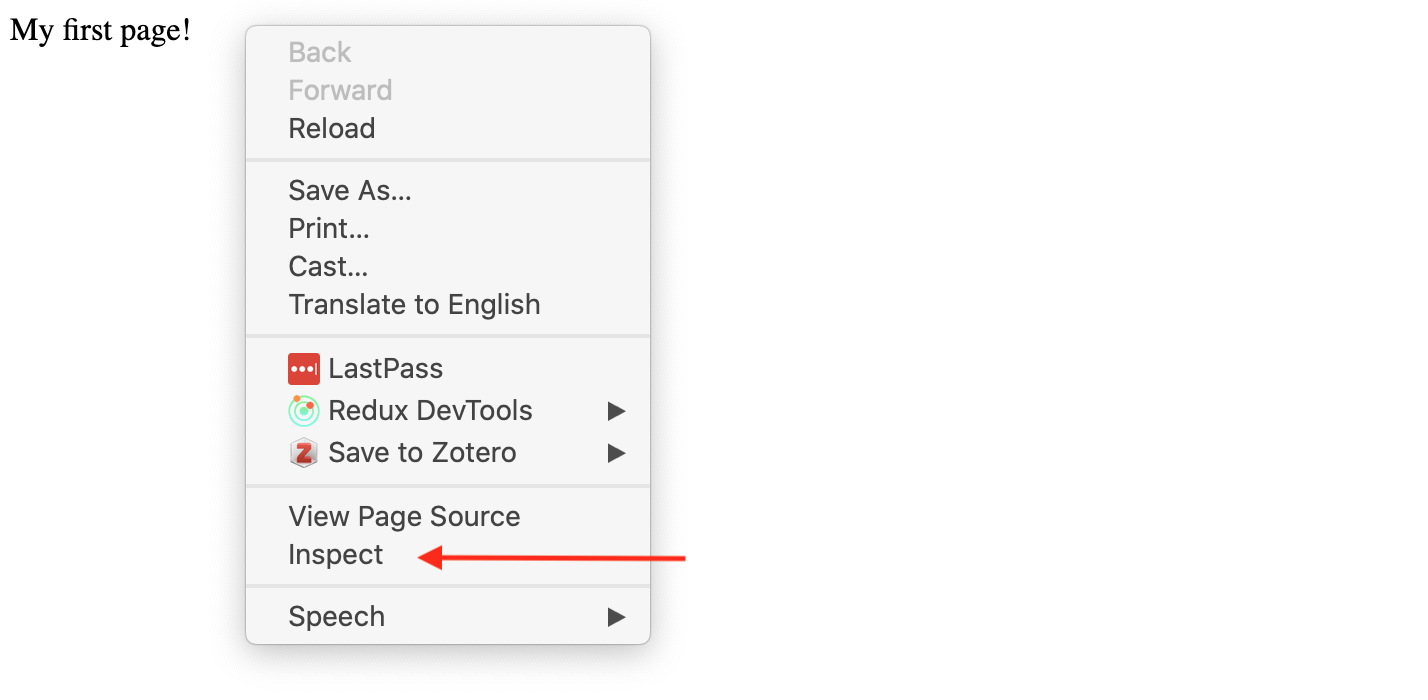 My first page!
Back
Forward
Reload
Save As...
Print...
Cast...
Translate to English
LastPass
Redux DevTools
Save to Zotero
View Page Source
Inspect
Speech